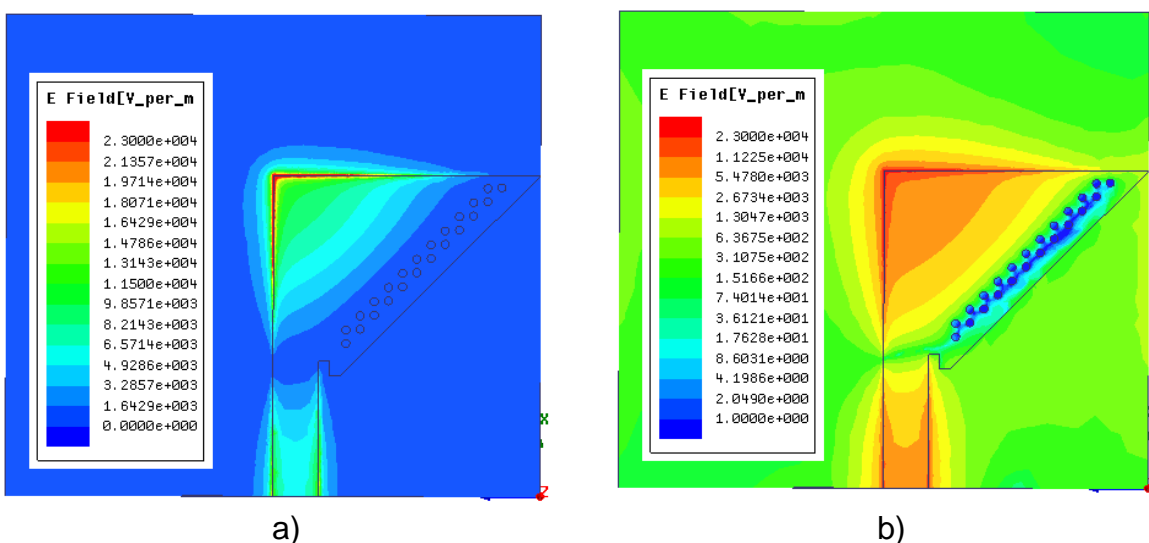 E Field[V_per_m
2.3000e+004
2.1357e+004
1.9714e+004
1.8071e+004
1.6429e+004
1.4786e+004
1.3143e+004
1.1500e+004
9.8571e+003
8.2143e+003
6.5714e+003
4.9286e+003
3.2857e+003
1.6429e+003
0.0000e+000
X
Z
a)
E Field[V_per_m
2.3000e+004
1.1225e+004
5.4780e+003
2.6734e+003
1.3047e+003
6.3675e+002
3.1075e+002
1.5166e+002
7.4014e+001
3.6121e+001
1.7628e+001
8.6031e+000
4.1986e+000
2.0490e+000
1.0000e+000
b)